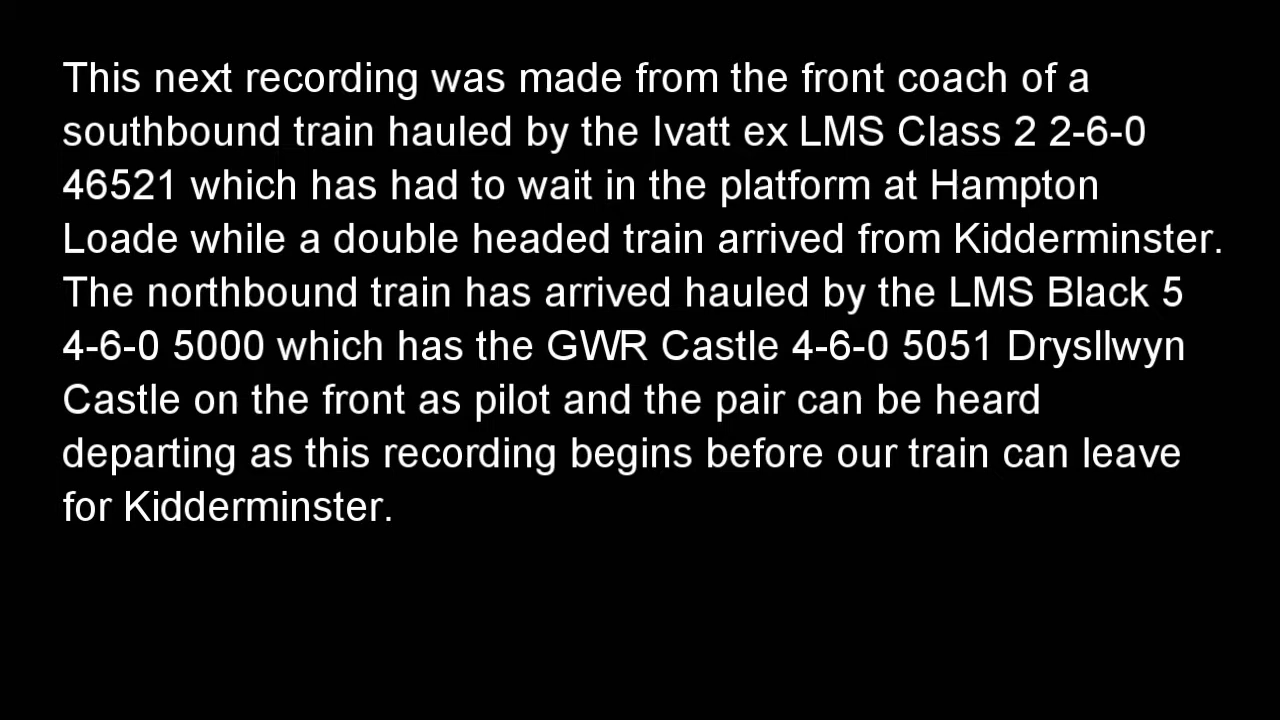 This next recording was made from the front coach of a
southbound train hauled by the Ivatt ex LMS Class 2 2-6-0
46521 which has had to wait in the platform at Hampton
Loade while a double headed train arrived from Kidderminster.
The northbound train has arrived hauled by the LMS Black 5
4-6-0 5000 which has the GWR Castle 4-6-0 5051 Drysllwyn
Castle on the front as pilot and the pair can be heard
departing as this recording begins before our train can leave
for Kidderminster.